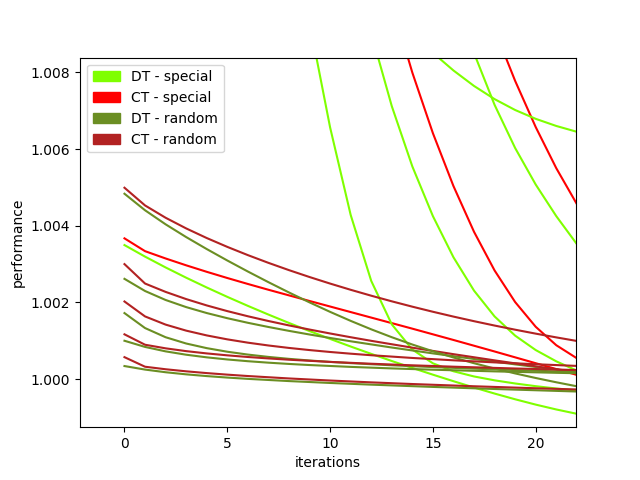 1.008
1.006
1.004
1.002
1.000
performance
DT - special
CT - special
DT - random
CT - random
0
5
10
15
20
iterations